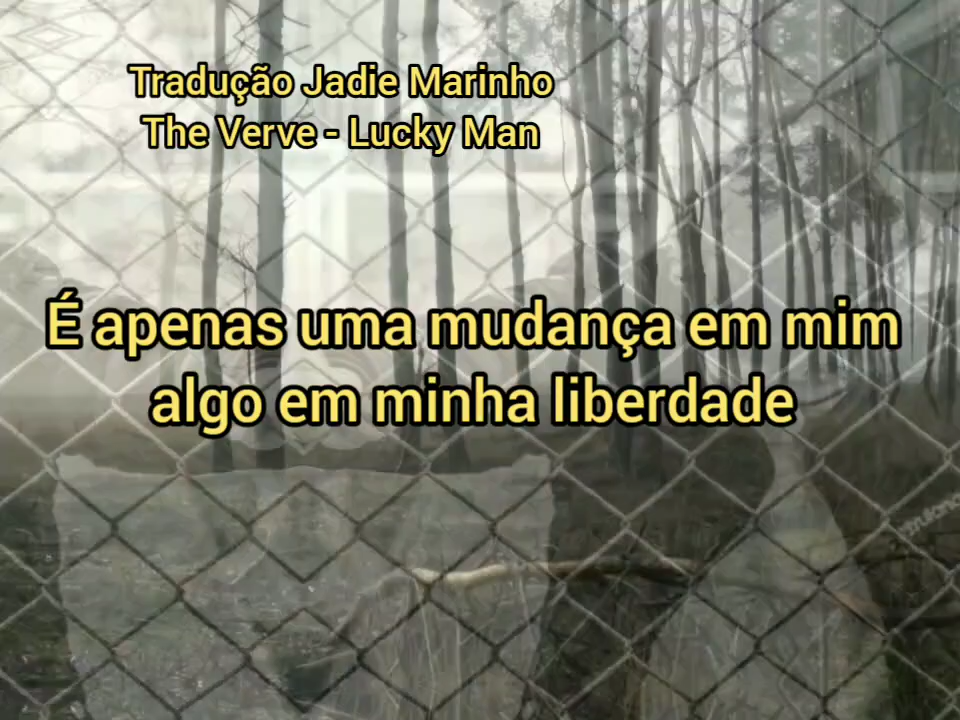 Tradução Jadie Marinho
The Verve - Lucky Man
É apenas uma mudança em mim
algo em minha liberdade